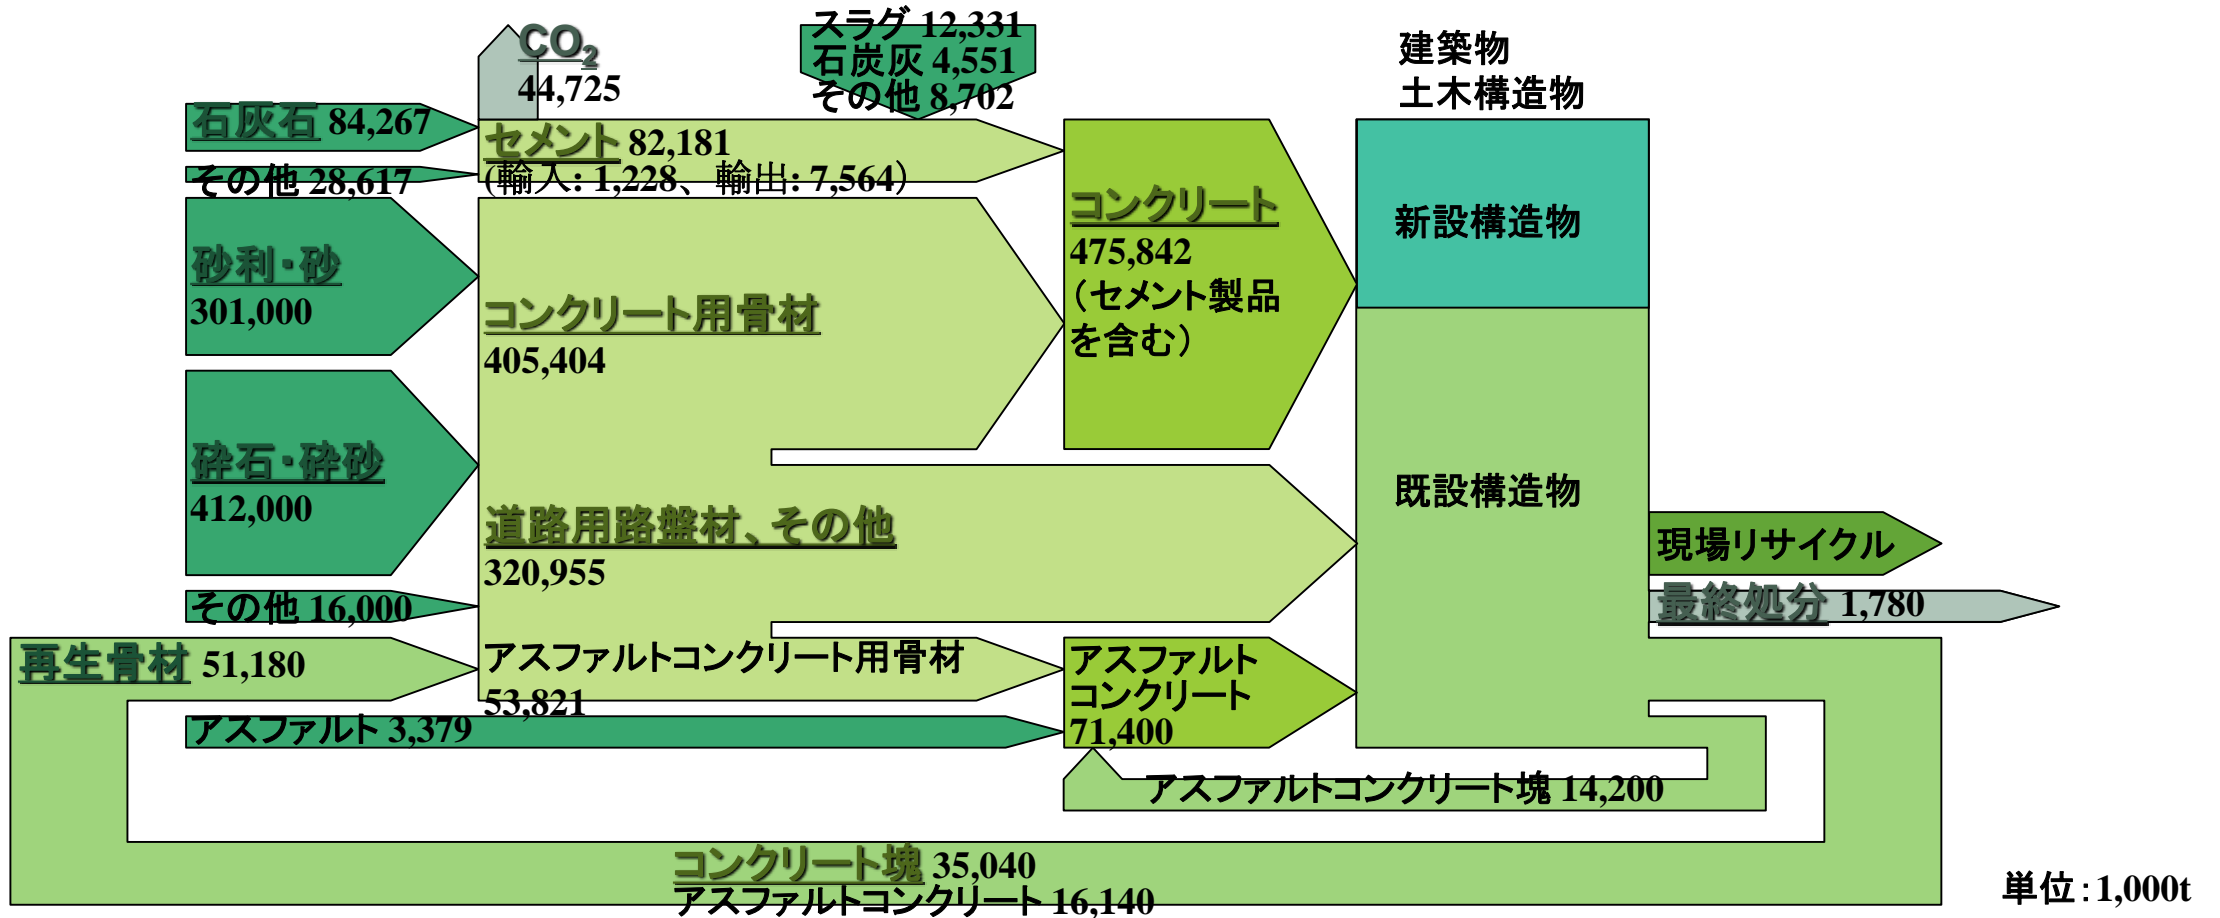 CO2
44,725
スラグ 12,331
石炭灰 4,551
その他 8,702
建築物
土木構造物
石灰石 84,267
その他 28,617
セメント 82,181
(輸入: 1,228、輸出: 7,564)
砂利・砂
301,000
コンクリート用骨材
405,404
コンクリート
475,842
(セメント製品
を含む)
新設構造物
砕石・砕砂
412,000
道路用路盤材、その他
320,955
既設構造物
現場リサイクル
最終処分 1,780
その他 16,000
再生骨材 51,180
アスファルトコンクリート用骨材
53,821
アスファルト
コンクリート
71,400
アスファルト 3,379
アスファルトコンクリート塊 14,200
コンクリート塊 35,040
アスファルトコンクリート 16,140
単位:1,000t